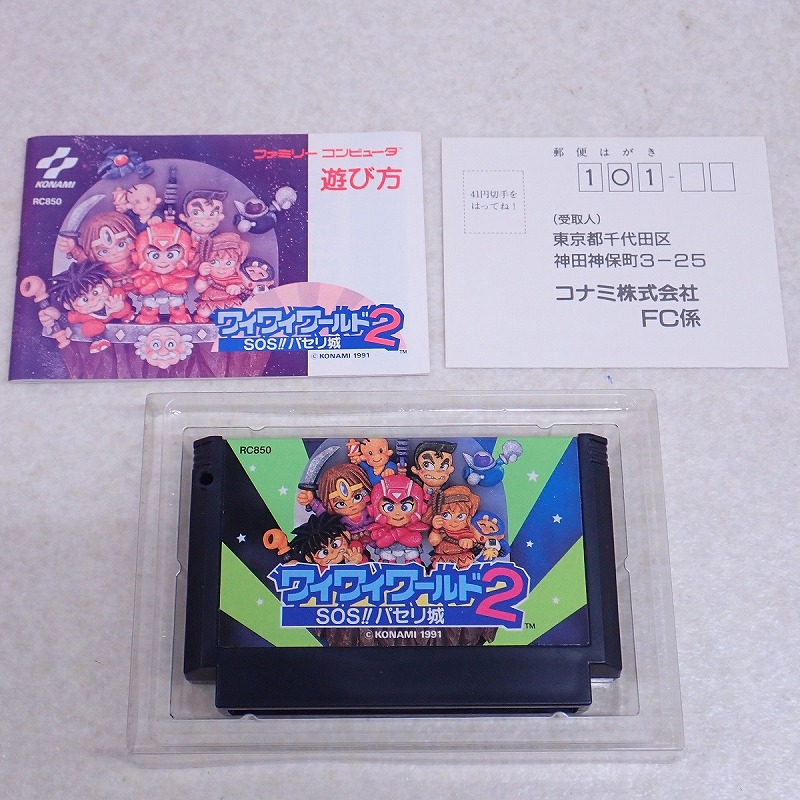 KONAMI
RC850
ファミリーコンピュータ™
遊び方
ワイワイワールド2
SOS!!パセリ城
™
© KONAMI 1991
郵便はがき
101-
41円切手を
はってね!
(受取人)
東京都千代田区
神田神保町3-25
コナミ株式会社
FC係
RC850
ワイワイワールド2
SOS!!パセリ城
™
© KONAMI 1991